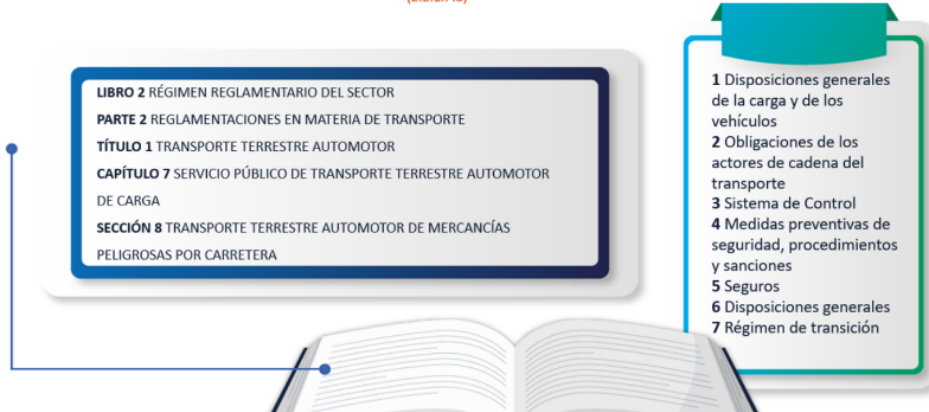 LIBRO 2 RÉGIMEN REGLAMENTARIO DEL SECTOR
PARTE 2 REGLAMENTACIONES EN MATERIA DE TRANSPORTE
TÍTULO 1 TRANSPORTE TERRESTRE AUTOMOTOR
CAPÍTULO 7 SERVICIO PÚBLICO DE TRANSPORTE TERRESTRE AUTOMOTOR
DE CARGA
SECCIÓN 8 TRANSPORTE TERRESTRE AUTOMOTOR DE MERCANCÍAS
PELIGROSAS POR CARRETERA
1 Disposiciones generales
de la carga y de los
vehículos
2 Obligaciones de los
actores de cadena del
transporte
3 Sistema de Control
4 Medidas preventivas de
seguridad, procedimientos
y sanciones
5 Seguros
6 Disposiciones generales
7 Régimen de transición